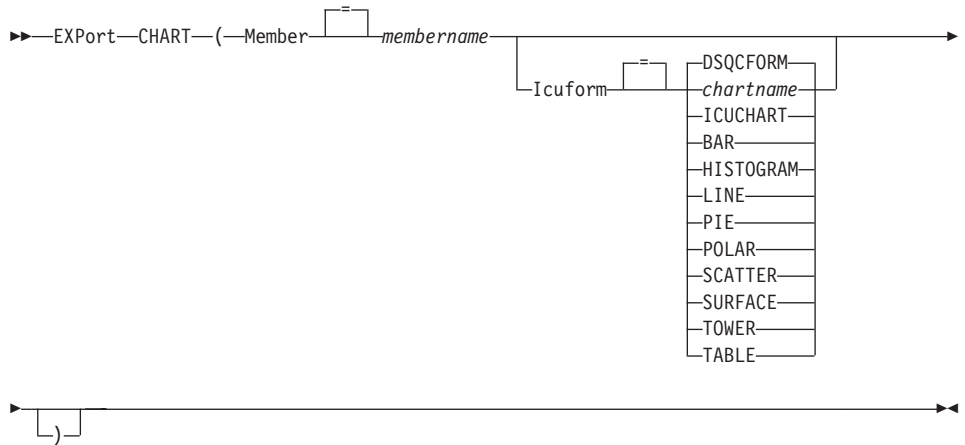 =
EXPort CHART ( Member membername
=
Icuform
DSQCFORM
chartname
ICUCHART
BAR
HISTOGRAM
LINE
PIE
POLAR
SCATTER
SURFACE
TOWER
TABLE
)